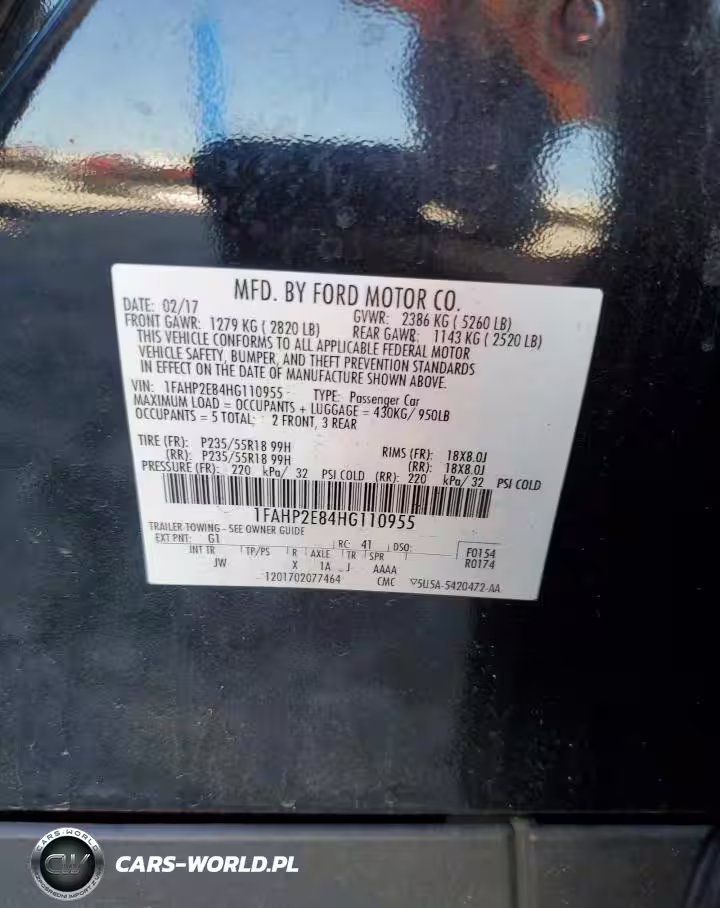 MFD. BY FORD MOTOR CO.
DATE: 02/17 GVWR: 2386 KG ( 5260 LB)
FRONT GAWR: 1279 KG ( 2820 LB) REAR GAWR: 1143 KG ( 2520 LB)
THIS VEHICLE CONFORMS TO ALL APPLICABLE FEDERAL MOTOR
VEHICLE SAFETY, BUMPER, AND THEFT PREVENTION STANDARDS
IN EFFECT ON THE DATE OF MANUFACTURE SHOWN ABOVE.
VIN: 1FAHP2E84HG110955 TYPE: Passenger Car
MAXIMUM LOAD = OCCUPANTS + LUGGAGE = 430KG/ 950LB
OCCUPANTS = 5 TOTAL: 2 FRONT, 3 REAR
TIRE (FR): P235/55R18 99H RIMS (FR): 18X8.0J
(RR): P235/55R18 99H (RR): 18X8.0J
PRESSURE (FR): 220 kPa/ 32 PSI COLD (RR): 220 kPa/ 32 PSI COLD
1FAHP2E84HG110955
TRAILER TOWING - SEE OWNER GUIDE
EXT PNT: G1 RC: 41 DSO: F0154
INT TR TP/PS R AXLE TR SPR R0174
JW X 1A J AAAA
1201702077464 CMC 5U5A-5420472-AA
CARS-WORLD
CW
CARS-WORLD.PL